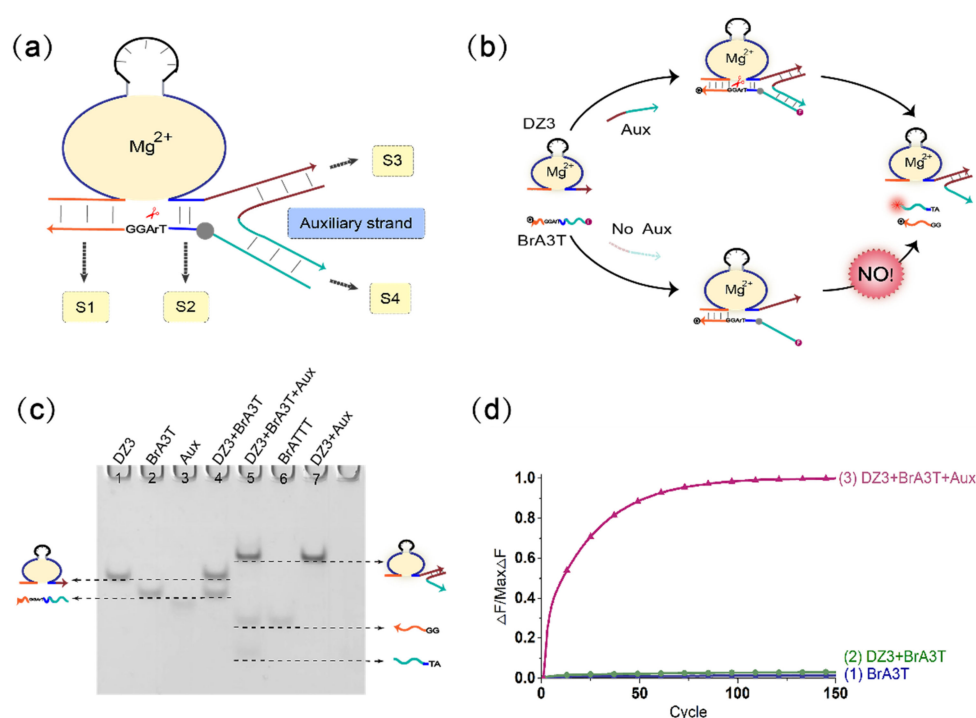 (a)
Mg2+
S3
Auxiliary strand
GGArT
S1
S2
S4
(b)
Mg2+
GGArT
F
DZ3
Aux
Mg2+
Mg2+
GGArT
BrA3T
TA
GG
No Aux
NO!
Mg2+
GGArT
F
(c)
DZ3
BrA3T
Aux
DZ3+BrA3T
DZ3+BrA3T+Aux
BrATTT
DZ3+Aux
1 2 3 4 5 6 7
GGArT
GG
TA
(d)
ΔF/MaxΔF
1.0
0.8
0.6
0.4
0.2
0.0
0 50 100 150
Cycle
(3) DZ3+BrA3T+Aux
(2) DZ3+BrA3T
(1) BrA3T